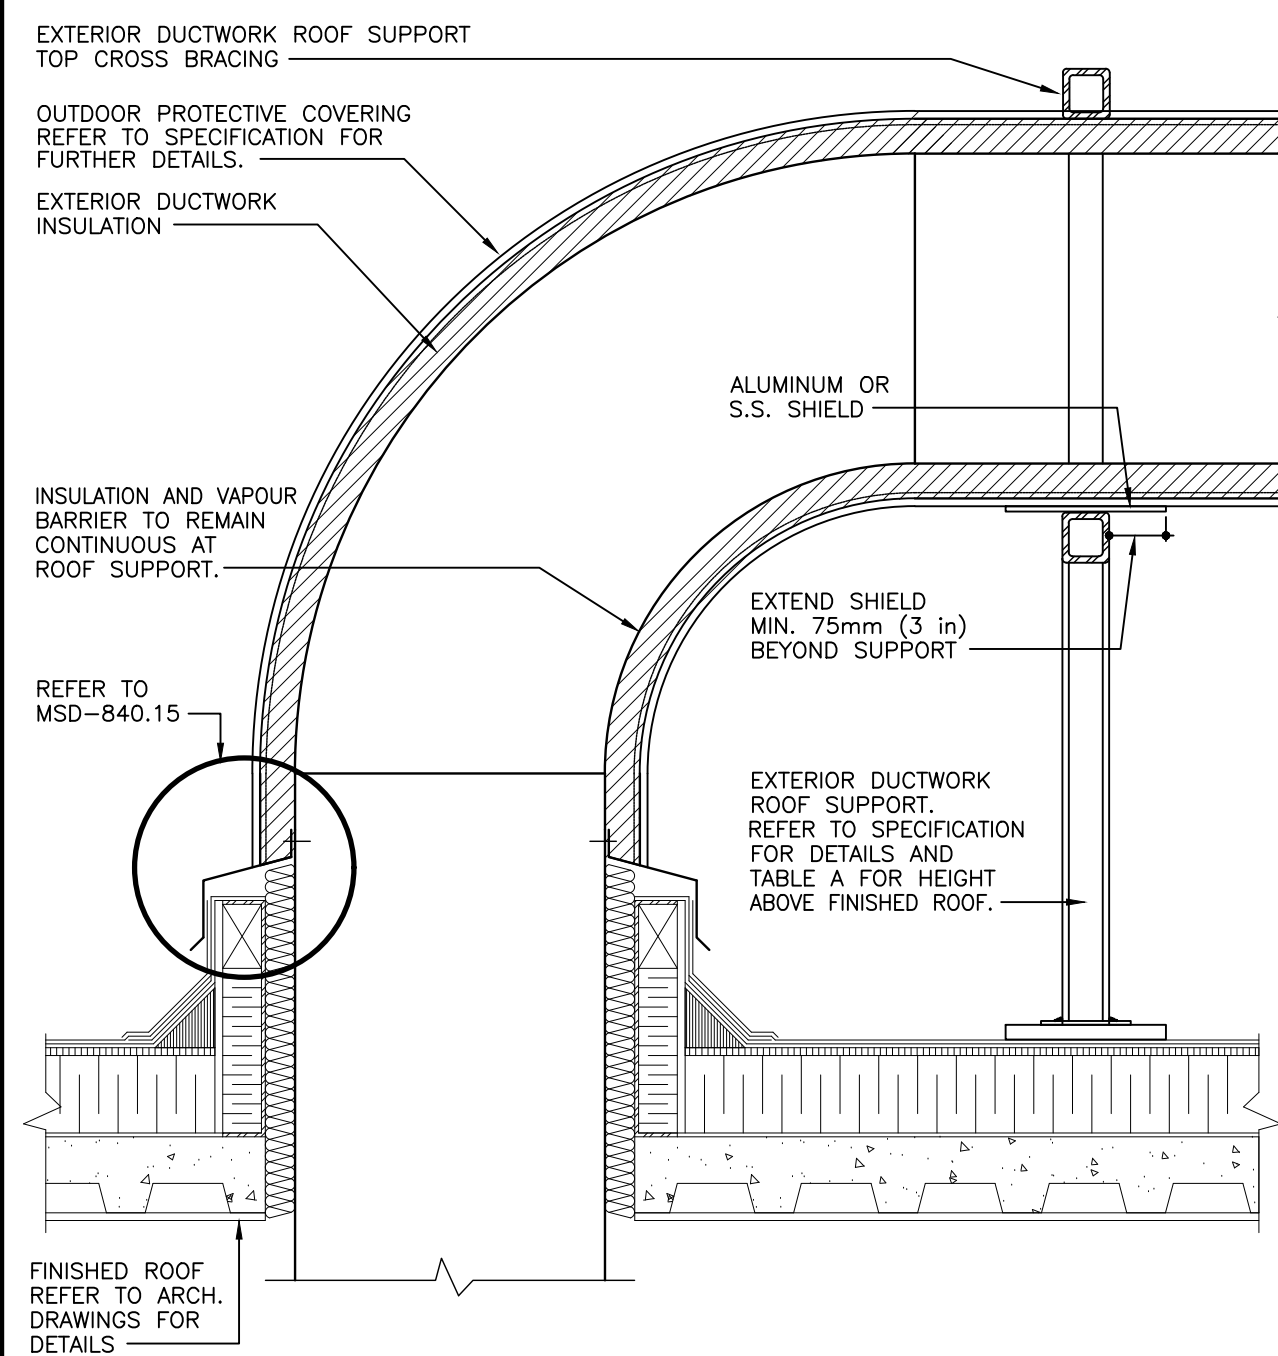 EXTERIOR DUCTWORK ROOF SUPPORT
TOP CROSS BRACING
OUTDOOR PROTECTIVE COVERING
REFER TO SPECIFICATION FOR
FURTHER DETAILS.
EXTERIOR DUCTWORK
INSULATION
ALUMINUM OR
S.S. SHIELD
INSULATION AND VAPOUR
BARRIER TO REMAIN
CONTINUOUS AT
ROOF SUPPORT.
EXTEND SHIELD
MIN. 75mm (3 in)
BEYOND SUPPORT
REFER TO
MSD-840.15
EXTERIOR DUCTWORK
ROOF SUPPORT.
REFER TO SPECIFICATION
FOR DETAILS AND
TABLE A FOR HEIGHT
ABOVE FINISHED ROOF.
FINISHED ROOF
REFER TO ARCH.
DRAWINGS FOR
DETAILS